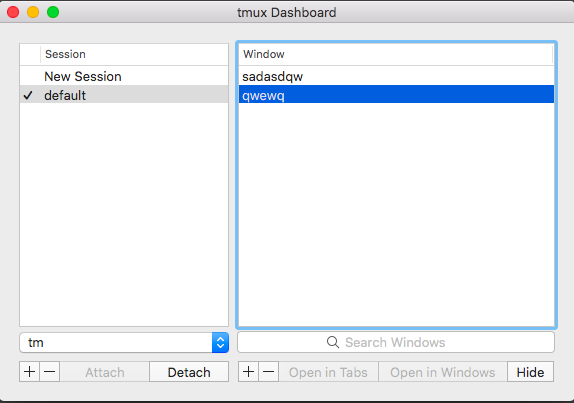 tmux Dashboard
Session
Window
New Session
sadasdqw
✓ default
qwewq
tm
Search Windows
+ − Attach Detach
+ − Open in Tabs Open in Windows Hide